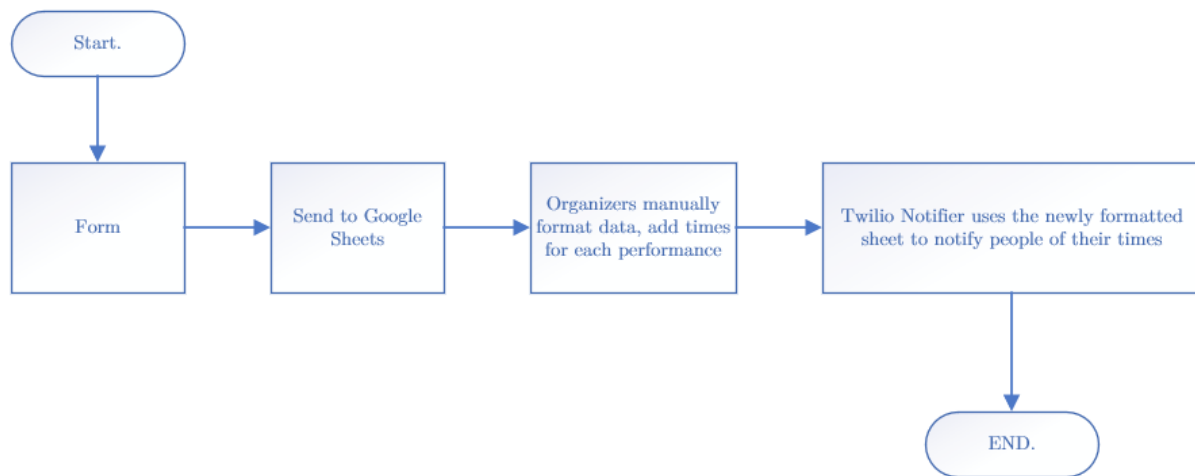 Start.
Form
Send to Google
Sheets
Organizers manually
format data, add times
for each performance
Twilio Notifier uses the newly formatted
sheet to notify people of their times
END.